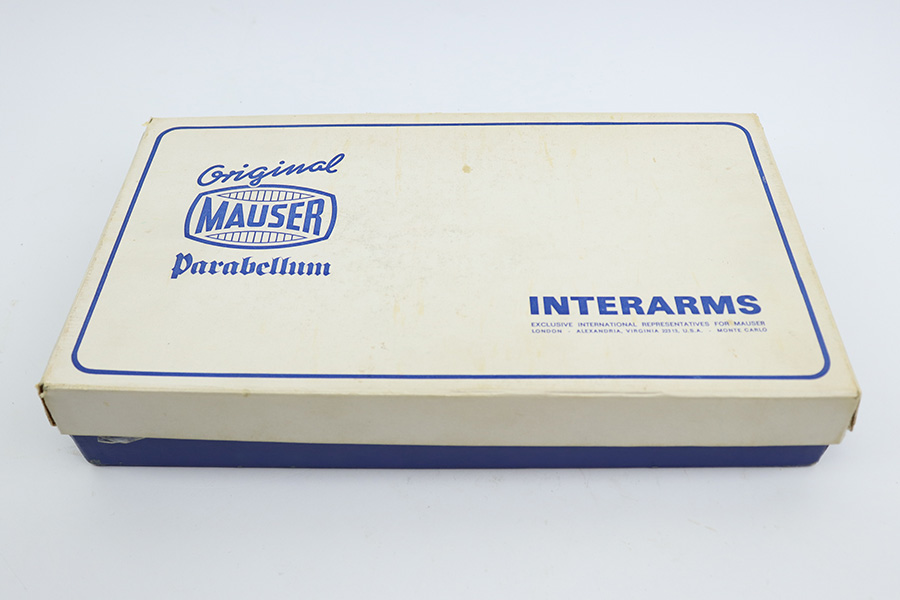 Original
MAUSER
Parabellum
INTERARMS
EXCLUSIVE INTERNATIONAL REPRESENTATIVES FOR MAUSER
LONDON - ALEXANDRIA, VIRGINIA 22313, U.S.A. - MONTE CARLO